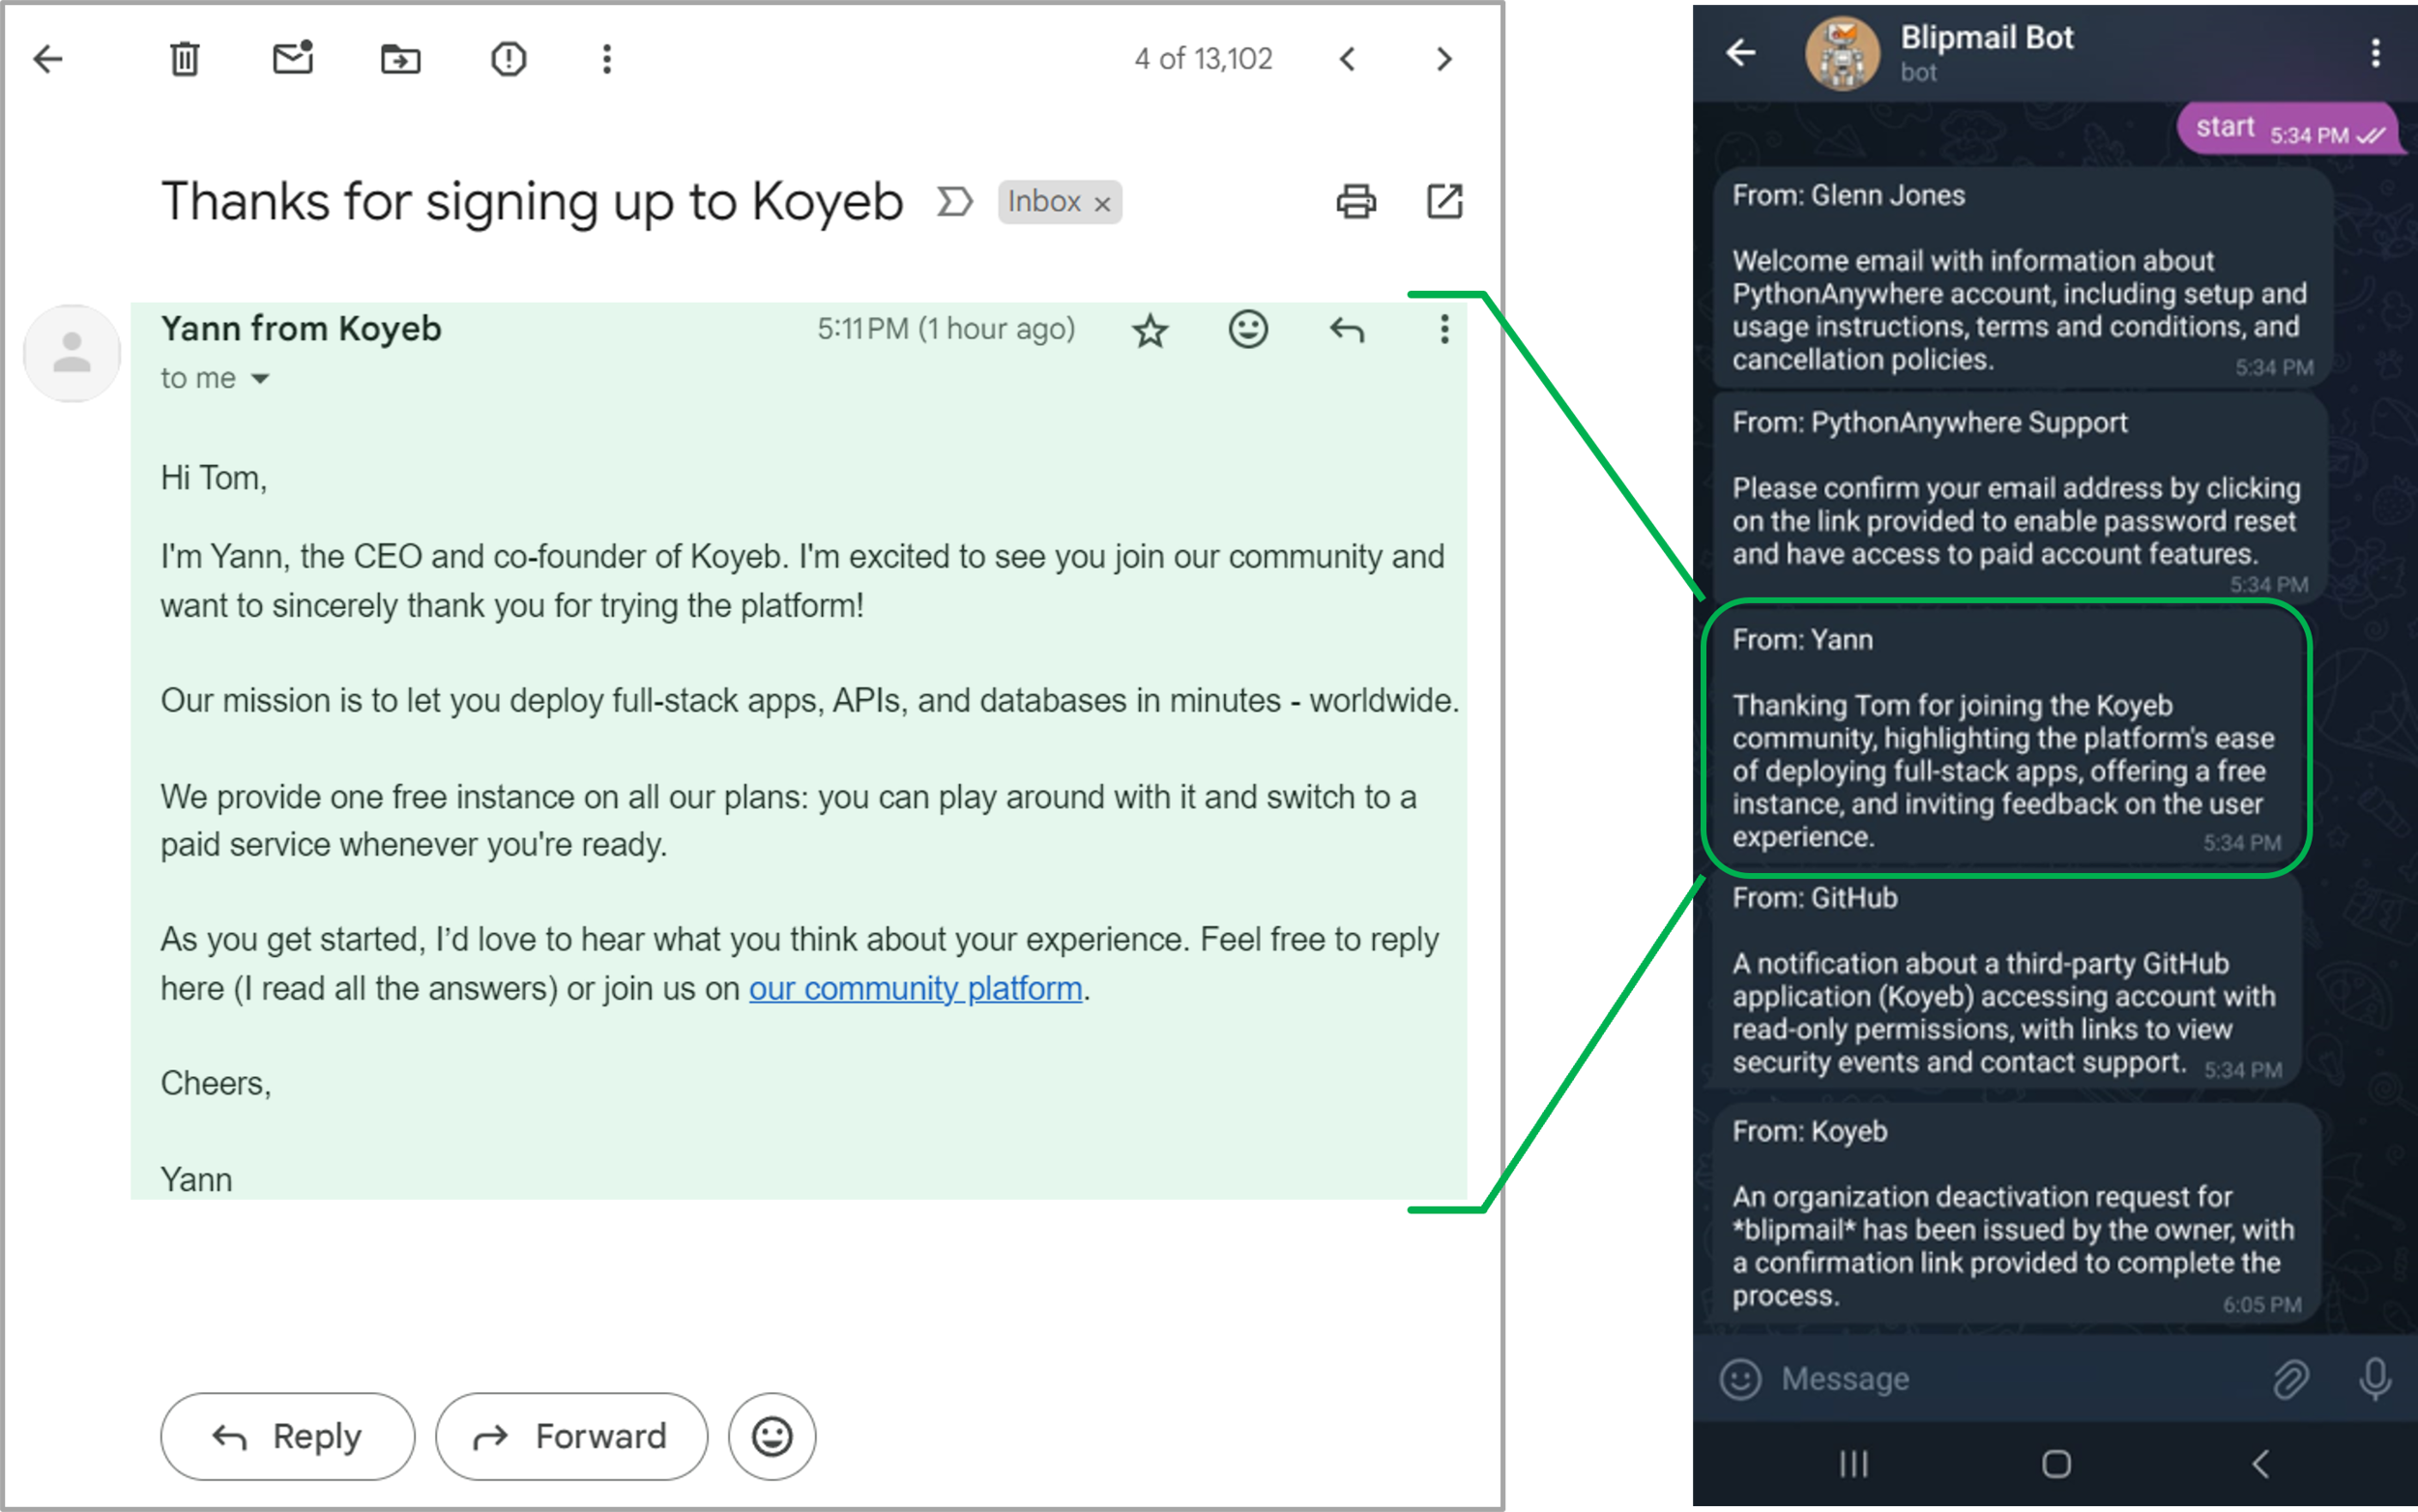 4 of 13,102
Thanks for signing up to Koyeb
Inbox ×
Yann from Koyeb
5:11 PM (1 hour ago)
to me
Hi Tom,
I'm Yann, the CEO and co-founder of Koyeb. I'm excited to see you join our community and
want to sincerely thank you for trying the platform!
Our mission is to let you deploy full-stack apps, APIs, and databases in minutes - worldwide.
We provide one free instance on all our plans: you can play around with it and switch to a
paid service whenever you're ready.
As you get started, I’d love to hear what you think about your experience. Feel free to reply
here (I read all the answers) or join us on our community platform.
Cheers,
Yann
Reply
Forward
Blipmail Bot
bot
start 5:34 PM
From: Glenn Jones
Welcome email with information about
PythonAnywhere account, including setup and
usage instructions, terms and conditions, and
cancellation policies.
5:34 PM
From: PythonAnywhere Support
Please confirm your email address by clicking
on the link provided to enable password reset
and have access to paid account features.
5:34 PM
From: Yann
Thanking Tom for joining the Koyeb
community, highlighting the platform's ease
of deploying full-stack apps, offering a free
instance, and inviting feedback on the user
experience.
5:34 PM
From: GitHub
A notification about a third-party GitHub
application (Koyeb) accessing account with
read-only permissions, with links to view
security events and contact support.
5:34 PM
From: Koyeb
An organization deactivation request for
*blipmail* has been issued by the owner, with
a confirmation link provided to complete the
process.
6:05 PM
Message